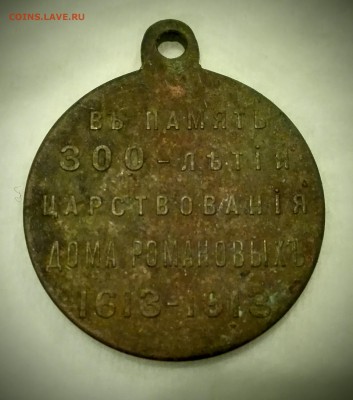 COINS.LAVE.RU
ВЪ ПАМЯТЬ
300-ЛѢТІЯ
ЦАРСТВОВАНІЯ
ДОМА РОМАНОВЫХЪ
1613-1913